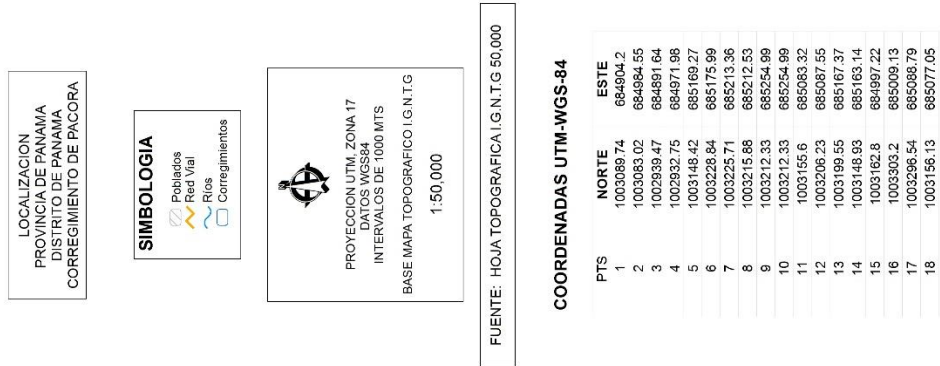 LOCALIZACION
PROVINCIA DE PANAMA
DISTRITO DE PANAMA
CORREGIMIENTO DE PACORA
SIMBOLOGIA
Poblados
Red Vial
Rios
Corregimientos
PROYECCION UTM, ZONA 17
DATOS WGS84
INTERVALOS DE 1000 MTS
BASE MAPA TOPOGRAFICO I.G.N.T.G
1:50,000
FUENTE: HOJA TOPOGRAFICA I.G.N.T.G 50,000
COORDENADAS UTM-WGS-84
PTS NORTE ESTE
1 1003089.74 684904.2
2 1003083.02 684984.55
3 1002939.47 684891.64
4 1002932.75 684971.98
5 1003148.42 685169.27
6 1003228.84 685175.99
7 1003225.71 685213.36
8 1003215.88 685212.53
9 1003212.33 685254.99
10 1003212.33 685254.99
11 1003155.6 685083.32
12 1003206.23 685087.55
13 1003199.55 685167.37
14 1003148.93 685163.14
15 1003162.8 684997.22
16 1003303.2 685009.13
17 1003296.54 685088.79
18 1003156.13 685077.05